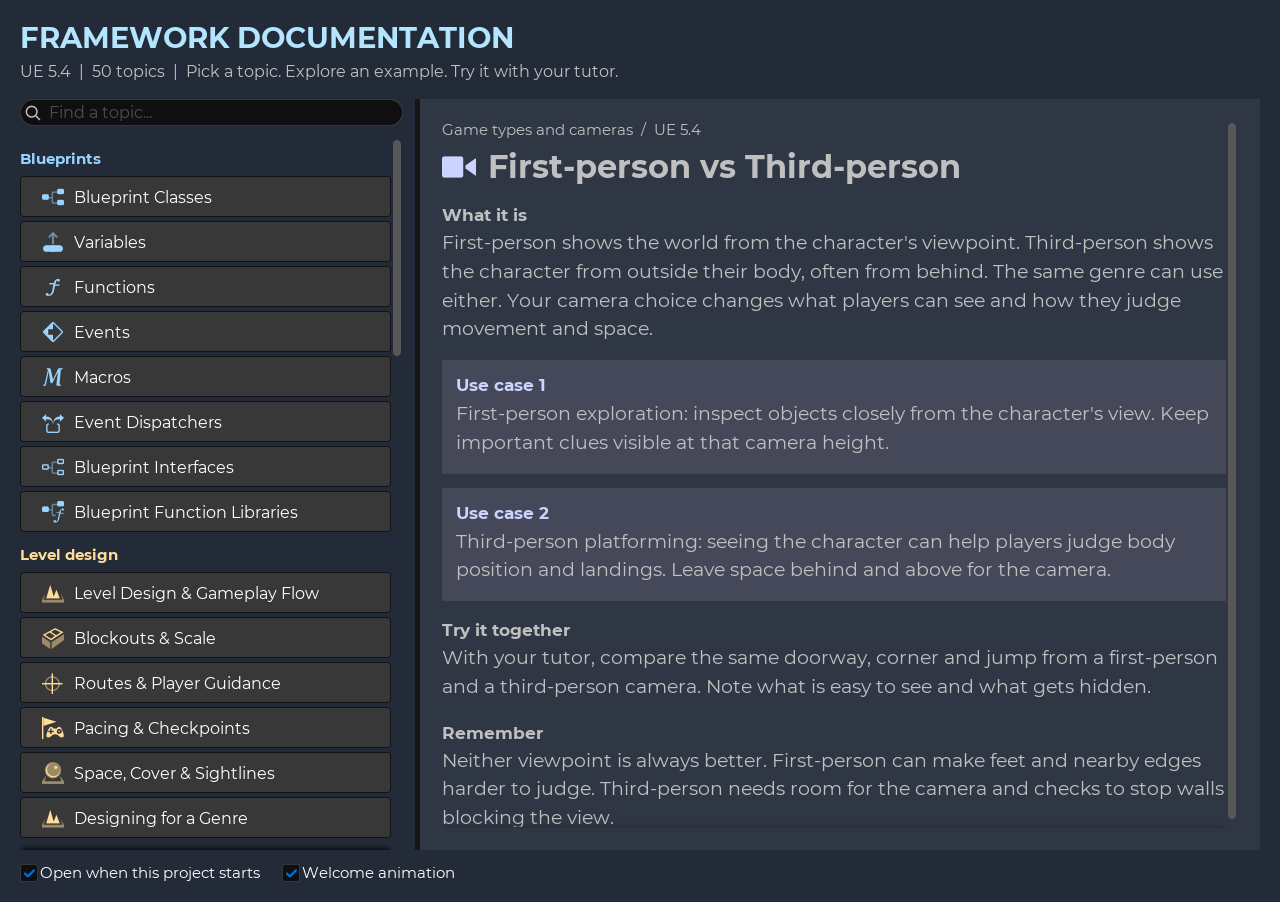 FRAMEWORK DOCUMENTATION
UE 5.4 | 50 topics | Pick a topic. Explore an example. Try it with your tutor.
Find a topic...
Blueprints
Blueprint Classes
Variables
Functions
Events
Macros
Event Dispatchers
Blueprint Interfaces
Blueprint Function Libraries
Level design
Level Design & Gameplay Flow
Blockouts & Scale
Routes & Player Guidance
Pacing & Checkpoints
Space, Cover & Sightlines
Designing for a Genre
Game types and cameras / UE 5.4
First-person vs Third-person
What it is
First-person shows the world from the character's viewpoint. Third-person shows
the character from outside their body, often from behind. The same genre can use
either. Your camera choice changes what players can see and how they judge
movement and space.
Use case 1
First-person exploration: inspect objects closely from the character's view. Keep
important clues visible at that camera height.
Use case 2
Third-person platforming: seeing the character can help players judge body
position and landings. Leave space behind and above for the camera.
Try it together
With your tutor, compare the same doorway, corner and jump from a first-person
and a third-person camera. Note what is easy to see and what gets hidden.
Remember
Neither viewpoint is always better. First-person can make feet and nearby edges
harder to judge. Third-person needs room for the camera and checks to stop walls
blocking the view.
Open when this project starts
Welcome animation